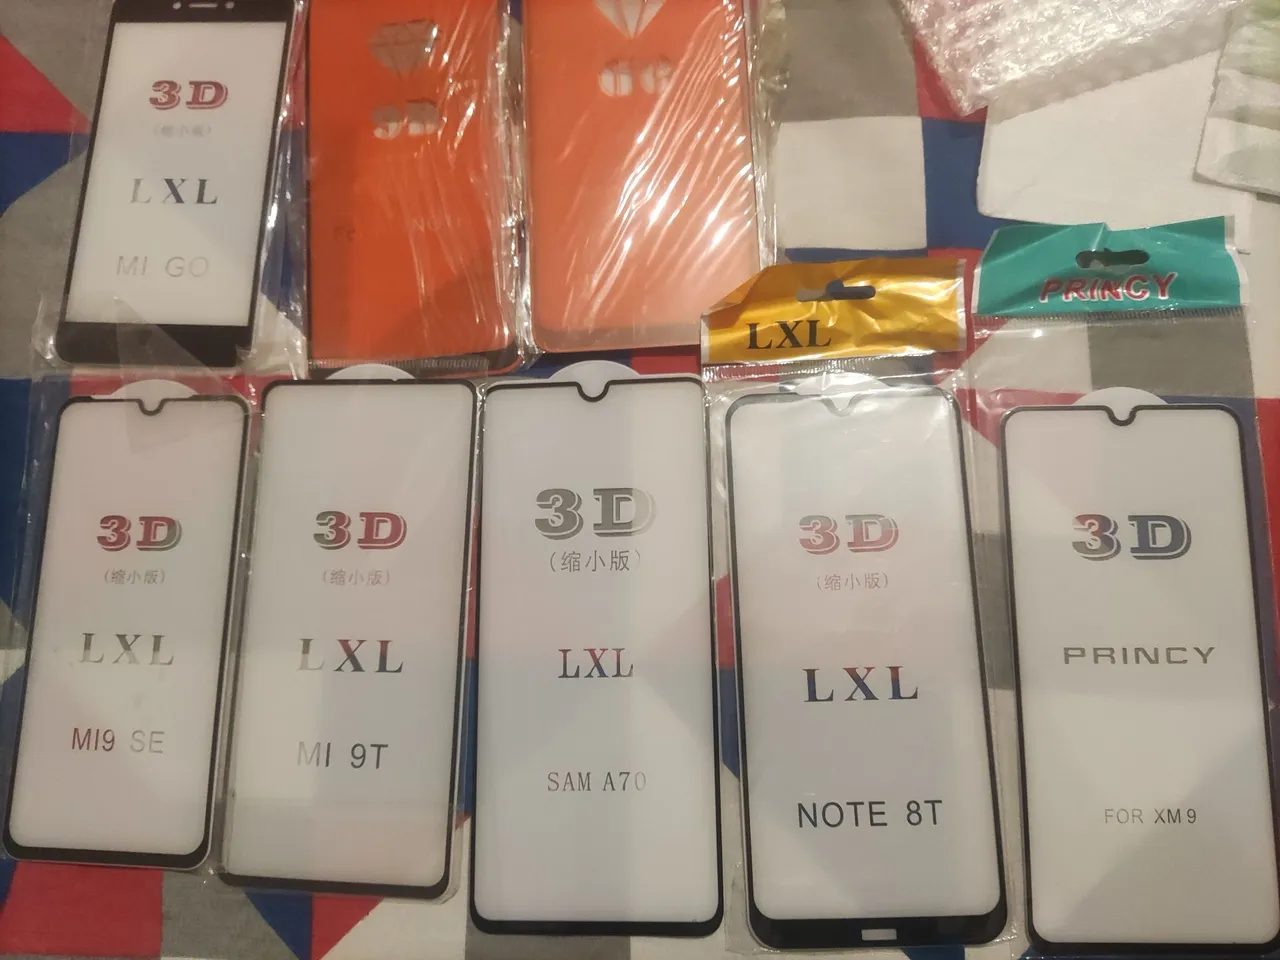 3D
(缩小版)
LXL
MI GO
9D
6G
LXL
PRINCY
3D
(缩小版)
LXL
MI9 SE
3D
(缩小版)
LXL
MI 9T
3D
(缩小版)
LXL
SAM A70
3D
(缩小版)
LXL
NOTE 8T
3D
PRINCY
FOR XM9